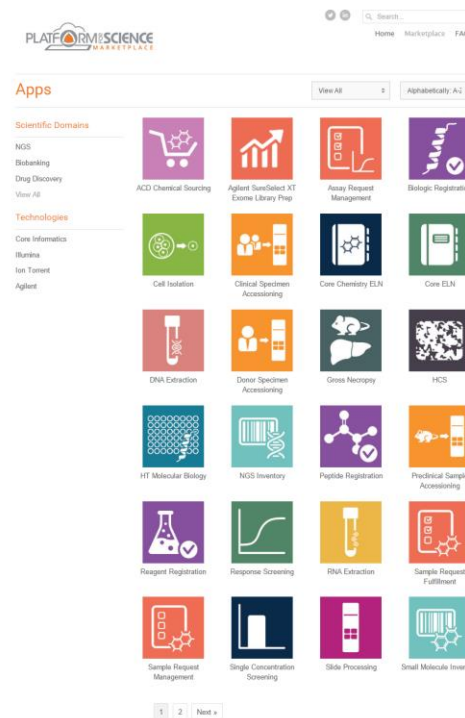 Search...
PLATFORM FOR SCIENCE
MARKETPLACE
Home Marketplace FAQ
Apps
View All
Alphabetically: A-Z
Scientific Domains
NGS
Biobanking
Drug Discovery
View All
Technologies
Core Informatics
Illumina
Ion Torrent
Agilent
ACD Chemical Sourcing
Agilent SureSelect XT
Exome Library Prep
Assay Request
Management
Biologic Registrati
Cell Isolation
Clinical Specimen
Accessioning
Core Chemistry ELN
Core ELN
DNA Extraction
Donor Specimen
Accessioning
Gross Necropsy
HCS
HT Molecular Biology
NGS Inventory
Peptide Registration
Preclinical Sample
Accessioning
Reagent Registration
Response Screening
RNA Extraction
Sample Request
Fulfillment
Sample Request
Management
Single Concentration
Screening
Slide Processing
Small Molecule Inven
1 2 Next »